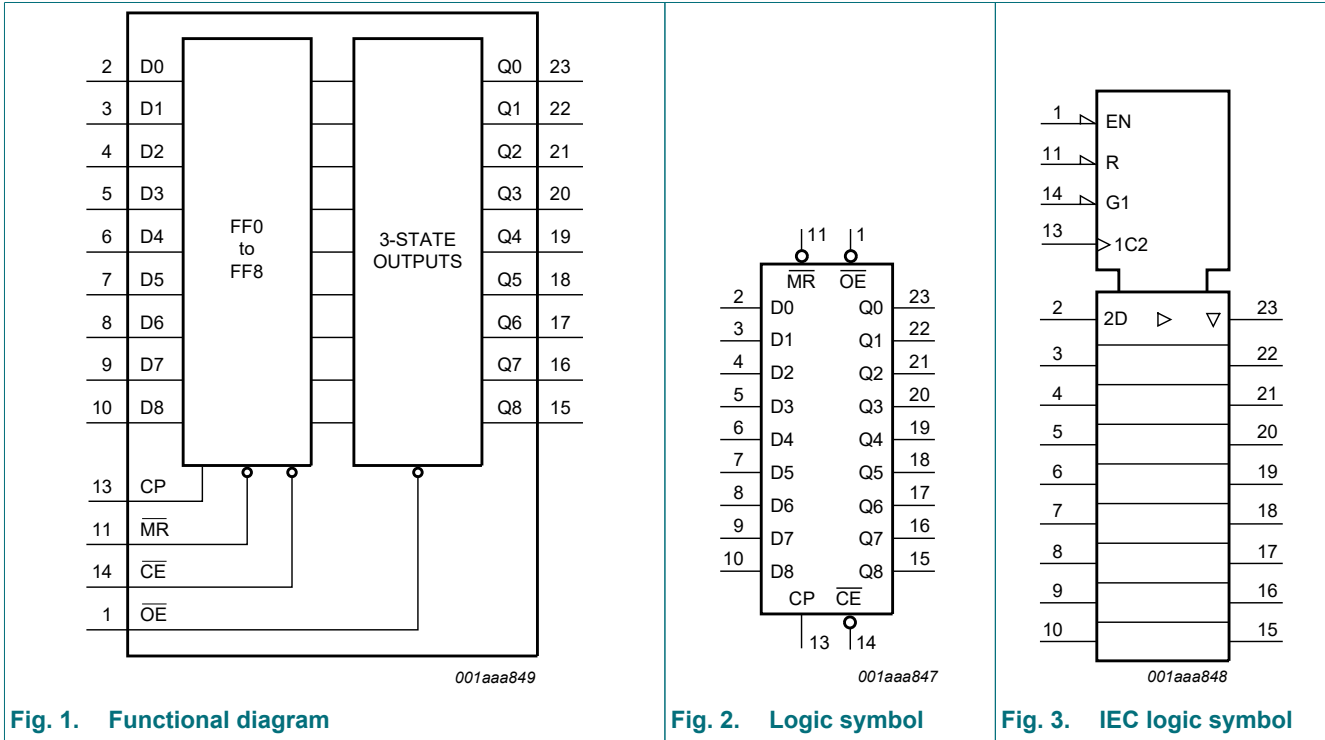 2 D0 Q0 23
3 D1 Q1 22
4 D2 Q2 21
5 D3 Q3 20
6 D4 Q4 19
7 D5 Q5 18
8 D6 Q6 17
9 D7 Q7 16
10 D8 Q8 15
FF0
to
FF8
3-STATE
OUTPUTS
13 CP
11 M̅R̅
14 C̅E̅
1 O̅E̅
001aaa849
Fig. 1. Functional diagram
11 1
M̅R̅ O̅E̅
2 D0 Q0 23
3 D1 Q1 22
4 D2 Q2 21
5 D3 Q3 20
6 D4 Q4 19
7 D5 Q5 18
8 D6 Q6 17
9 D7 Q7 16
10 D8 Q8 15
CP C̅E̅
13 14
001aaa847
Fig. 2. Logic symbol
1 EN
11 R
14 G1
13 1C2
2 2D 23
3 22
4 21
5 20
6 19
7 18
8 17
9 16
10 15
001aaa848
Fig. 3. IEC logic symbol